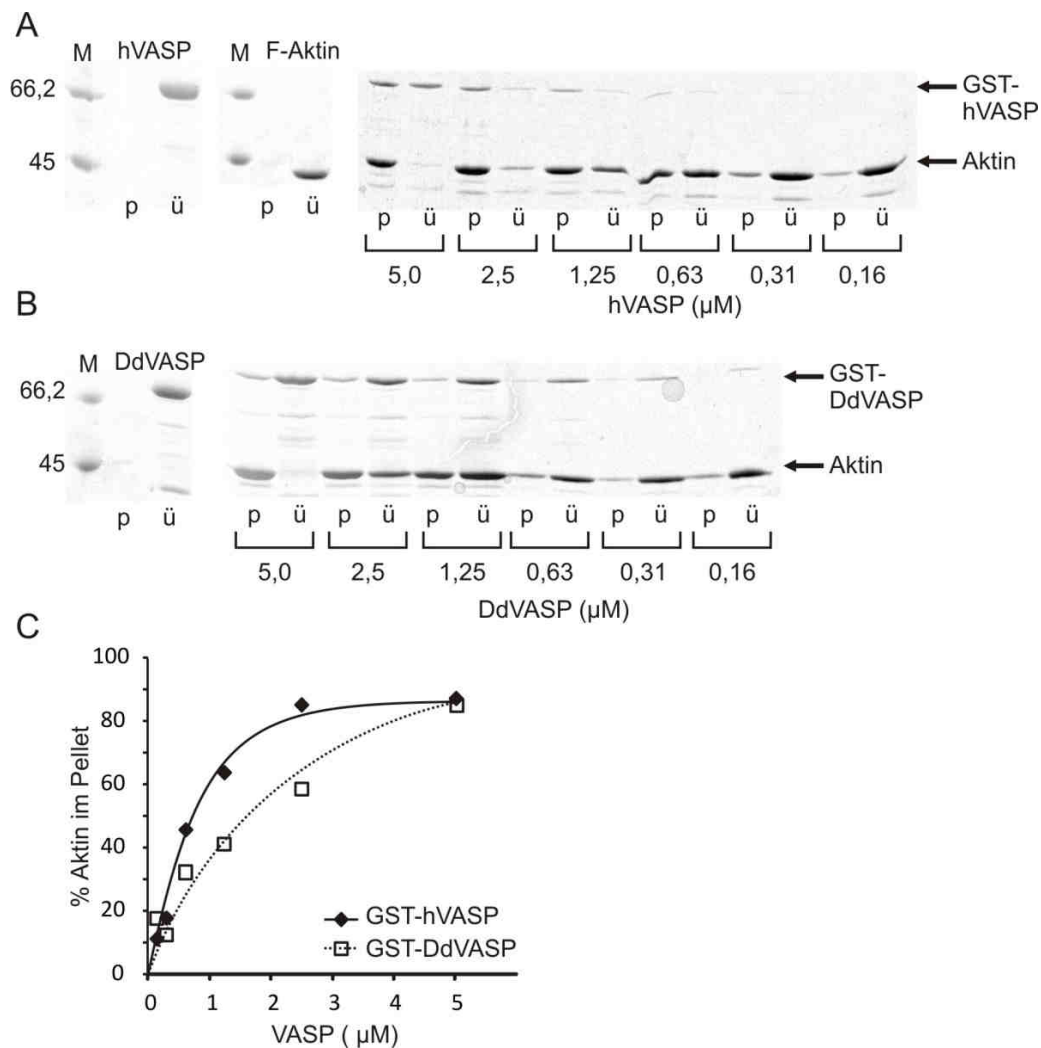 A
M hVASP M F-Aktin
66,2
45
GST-
hVASP
Aktin
p ü p ü p ü p ü p ü p ü p ü p ü
5,0 2,5 1,25 0,63 0,31 0,16
hVASP (µM)
B
M DdVASP
66,2
45
GST-
DdVASP
Aktin
p ü p ü p ü p ü p ü p ü p ü
5,0 2,5 1,25 0,63 0,31 0,16
DdVASP (µM)
C
% Aktin im Pellet
100
80
60
40
20
0
GST-hVASP
GST-DdVASP
0 1 2 3 4 5
VASP ( µM)